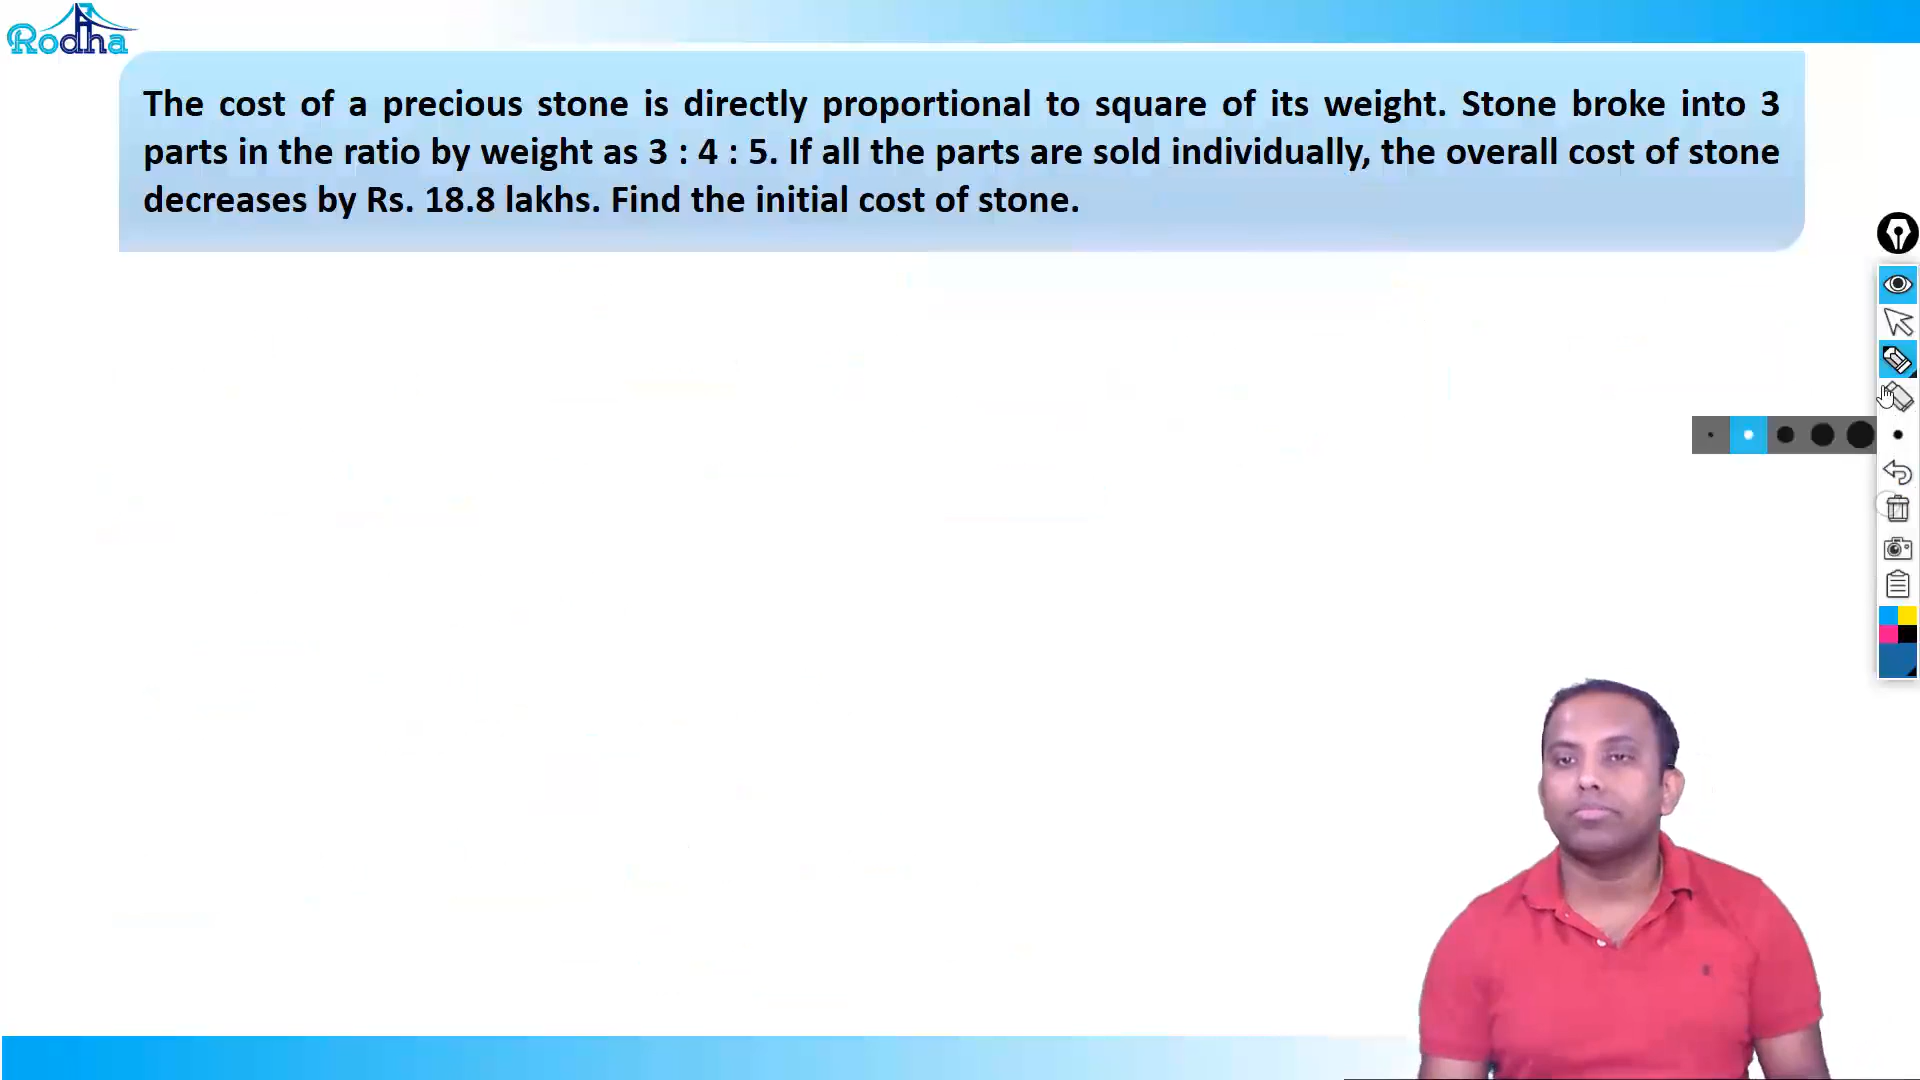 Rodha
The cost of a precious stone is directly proportional to square of its weight. Stone broke into 3
parts in the ratio by weight as 3 : 4 : 5. If all the parts are sold individually, the overall cost of stone
decreases by Rs. 18.8 lakhs. Find the initial cost of stone.